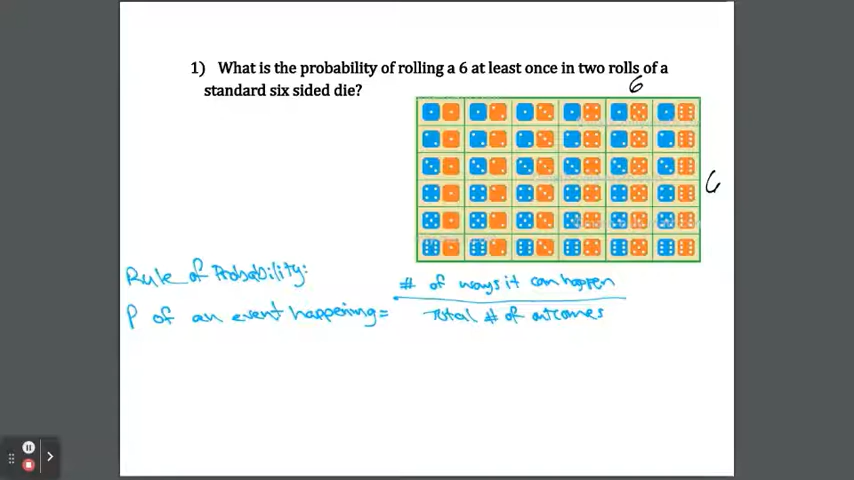 1) What is the probability of rolling a 6 at least once in two rolls of a
standard six sided die?
6
6
Rule of Probability:
# of ways it can happen
P of an event happening =
Total # of outcomes